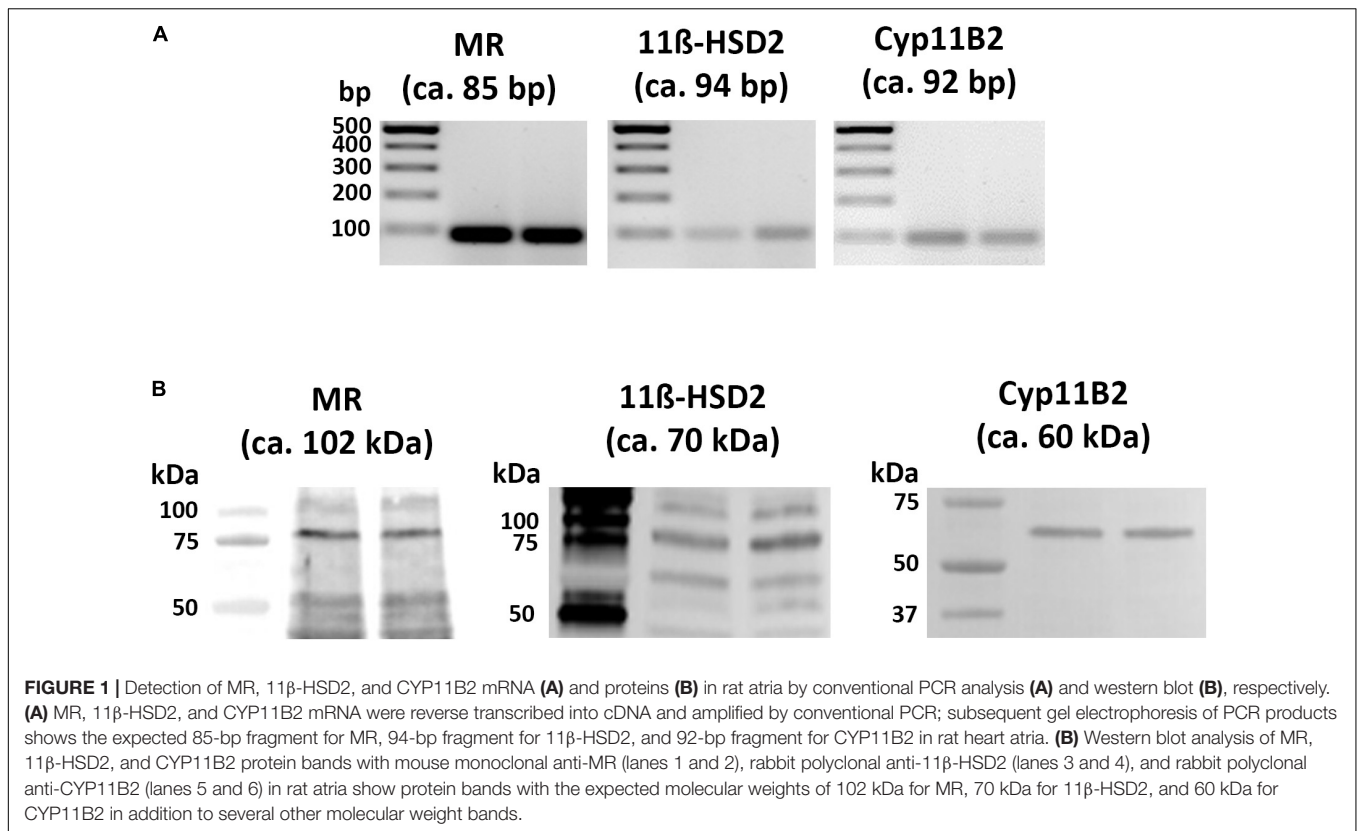 A
MR
(ca. 85 bp)
11ß-HSD2
(ca. 94 bp)
Cyp11B2
(ca. 92 bp)
bp
500
400
300
200
100
B
MR
(ca. 102 kDa)
11ß-HSD2
(ca. 70 kDa)
Cyp11B2
(ca. 60 kDa)
kDa
100
75
50
kDa
100
75
50
kDa
75
50
37
FIGURE 1 | Detection of MR, 11β-HSD2, and CYP11B2 mRNA (A) and proteins (B) in rat atria by conventional PCR analysis (A) and western blot (B), respectively.
(A) MR, 11β-HSD2, and CYP11B2 mRNA were reverse transcribed into cDNA and amplified by conventional PCR; subsequent gel electrophoresis of PCR products
shows the expected 85-bp fragment for MR, 94-bp fragment for 11β-HSD2, and 92-bp fragment for CYP11B2 in rat heart atria. (B) Western blot analysis of MR,
11β-HSD2, and CYP11B2 protein bands with mouse monoclonal anti-MR (lanes 1 and 2), rabbit polyclonal anti-11β-HSD2 (lanes 3 and 4), and rabbit polyclonal
anti-CYP11B2 (lanes 5 and 6) in rat atria show protein bands with the expected molecular weights of 102 kDa for MR, 70 kDa for 11β-HSD2, and 60 kDa for
CYP11B2 in addition to several other molecular weight bands.